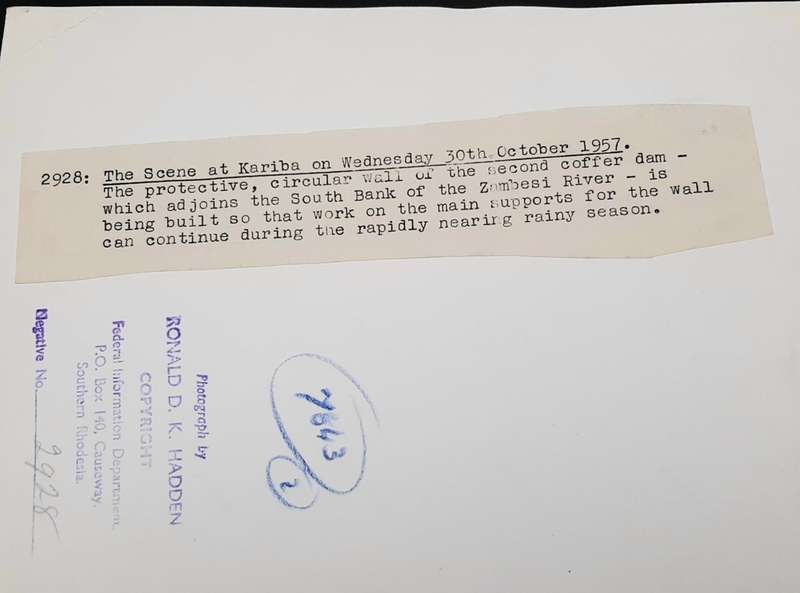 2928: The Scene at Kariba on Wednesday 30th October 1957.
The protective, circular wall of the second coffer dam -
which adjoins the South Bank of the Zambesi River - is
being built so that work on the main supports for the wall
can continue during the rapidly nearing rainy season.
Photograph by
RONALD D. K. HADDEN
COPYRIGHT
Federal Information Department,
P.O. Box 140, Causeway.
Southern Rhodesia.
Negative No. 2928
7843
2